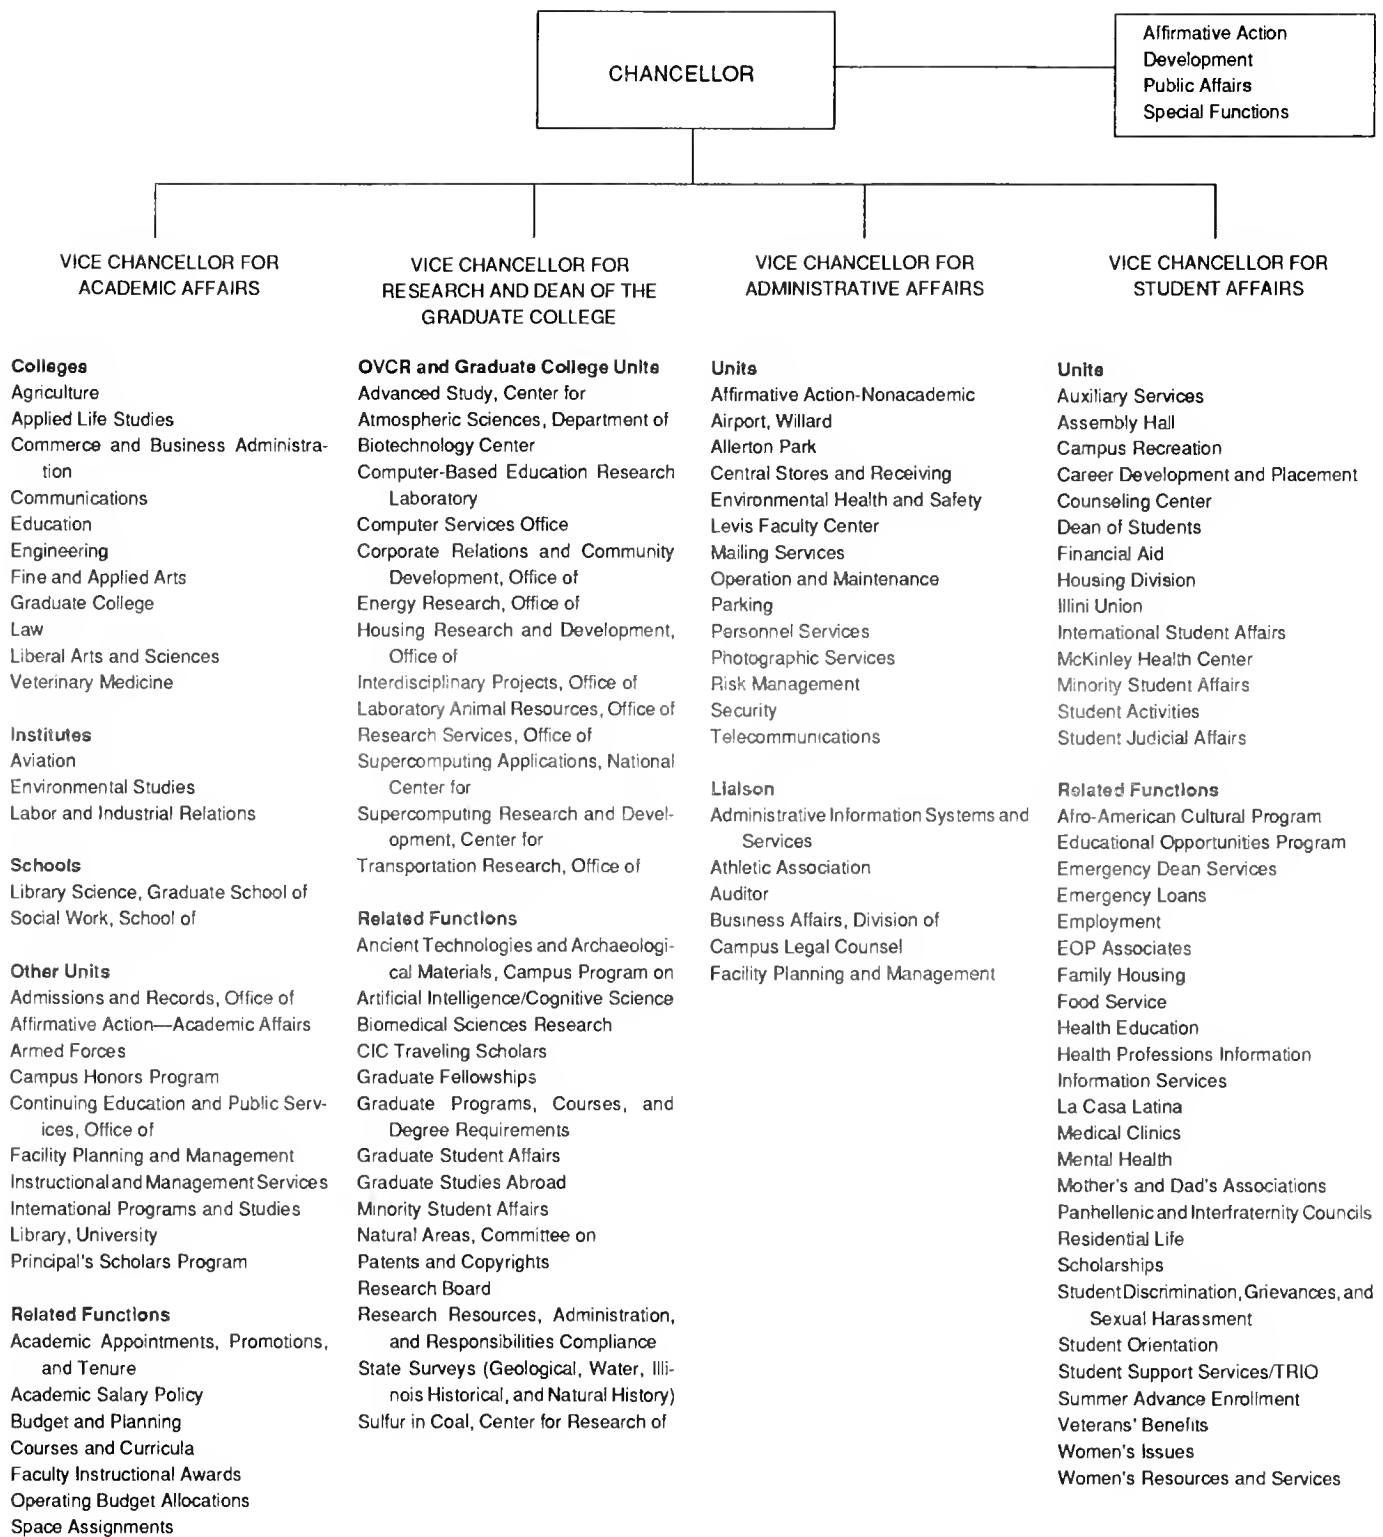 CHANCELLOR
Affirmative Action
Development
Public Affairs
Special Functions
VICE CHANCELLOR FOR
ACADEMIC AFFAIRS
Colleges
Agriculture
Applied Life Studies
Commerce and Business Administra-
tion
Communications
Education
Engineering
Fine and Applied Arts
Graduate College
Law
Liberal Arts and Sciences
Veterinary Medicine
Institutes
Aviation
Environmental Studies
Labor and Industrial Relations
Schools
Library Science, Graduate School of
Social Work, School of
Other Units
Admissions and Records, Office of
Affirmative Action—Academic Affairs
Armed Forces
Campus Honors Program
Continuing Education and Public Serv-
ices, Office of
Facility Planning and Management
Instructional and Management Services
International Programs and Studies
Library, University
Principal's Scholars Program
Related Functions
Academic Appointments, Promotions,
and Tenure
Academic Salary Policy
Budget and Planning
Courses and Curricula
Faculty Instructional Awards
Operating Budget Allocations
Space Assignments
VICE CHANCELLOR FOR
RESEARCH AND DEAN OF THE
GRADUATE COLLEGE
OVCR and Graduate College Units
Advanced Study, Center for
Atmospheric Sciences, Department of
Biotechnology Center
Computer-Based Education Research
Laboratory
Computer Services Office
Corporate Relations and Community
Development, Office of
Energy Research, Office of
Housing Research and Development,
Office of
Interdisciplinary Projects, Office of
Laboratory Animal Resources, Office of
Research Services, Office of
Supercomputing Applications, National
Center for
Supercomputing Research and Devel-
opment, Center for
Transportation Research, Office of
Related Functions
Ancient Technologies and Archaeologi-
cal Materials, Campus Program on
Artificial Intelligence/Cognitive Science
Biomedical Sciences Research
CIC Traveling Scholars
Graduate Fellowships
Graduate Programs, Courses, and
Degree Requirements
Graduate Student Affairs
Graduate Studies Abroad
Minority Student Affairs
Natural Areas, Committee on
Patents and Copyrights
Research Board
Research Resources, Administration,
and Responsibilities Compliance
State Surveys (Geological, Water, Illi-
nois Historical, and Natural History)
Sulfur in Coal, Center for Research of
VICE CHANCELLOR FOR
ADMINISTRATIVE AFFAIRS
Units
Affirmative Action-Nonacademic
Airport, Willard
Allerton Park
Central Stores and Receiving
Environmental Health and Safety
Levis Faculty Center
Mailing Services
Operation and Maintenance
Parking
Personnel Services
Photographic Services
Risk Management
Security
Telecommunications
Liaison
Administrative Information Systems and
Services
Athletic Association
Auditor
Business Affairs, Division of
Campus Legal Counsel
Facility Planning and Management
VICE CHANCELLOR FOR
STUDENT AFFAIRS
Units
Auxiliary Services
Assembly Hall
Campus Recreation
Career Development and Placement
Counseling Center
Dean of Students
Financial Aid
Housing Division
Illini Union
International Student Affairs
McKinley Health Center
Minority Student Affairs
Student Activities
Student Judicial Affairs
Related Functions
Afro-American Cultural Program
Educational Opportunities Program
Emergency Dean Services
Emergency Loans
Employment
EOP Associates
Family Housing
Food Service
Health Education
Health Professions Information
Information Services
La Casa Latina
Medical Clinics
Mental Health
Mother's and Dad's Associations
Panhellenic and Interfraternity Councils
Residential Life
Scholarships
Student Discrimination, Grievances, and
Sexual Harassment
Student Orientation
Student Support Services/TRIO
Summer Advance Enrollment
Veterans' Benefits
Women's Issues
Women's Resources and Services